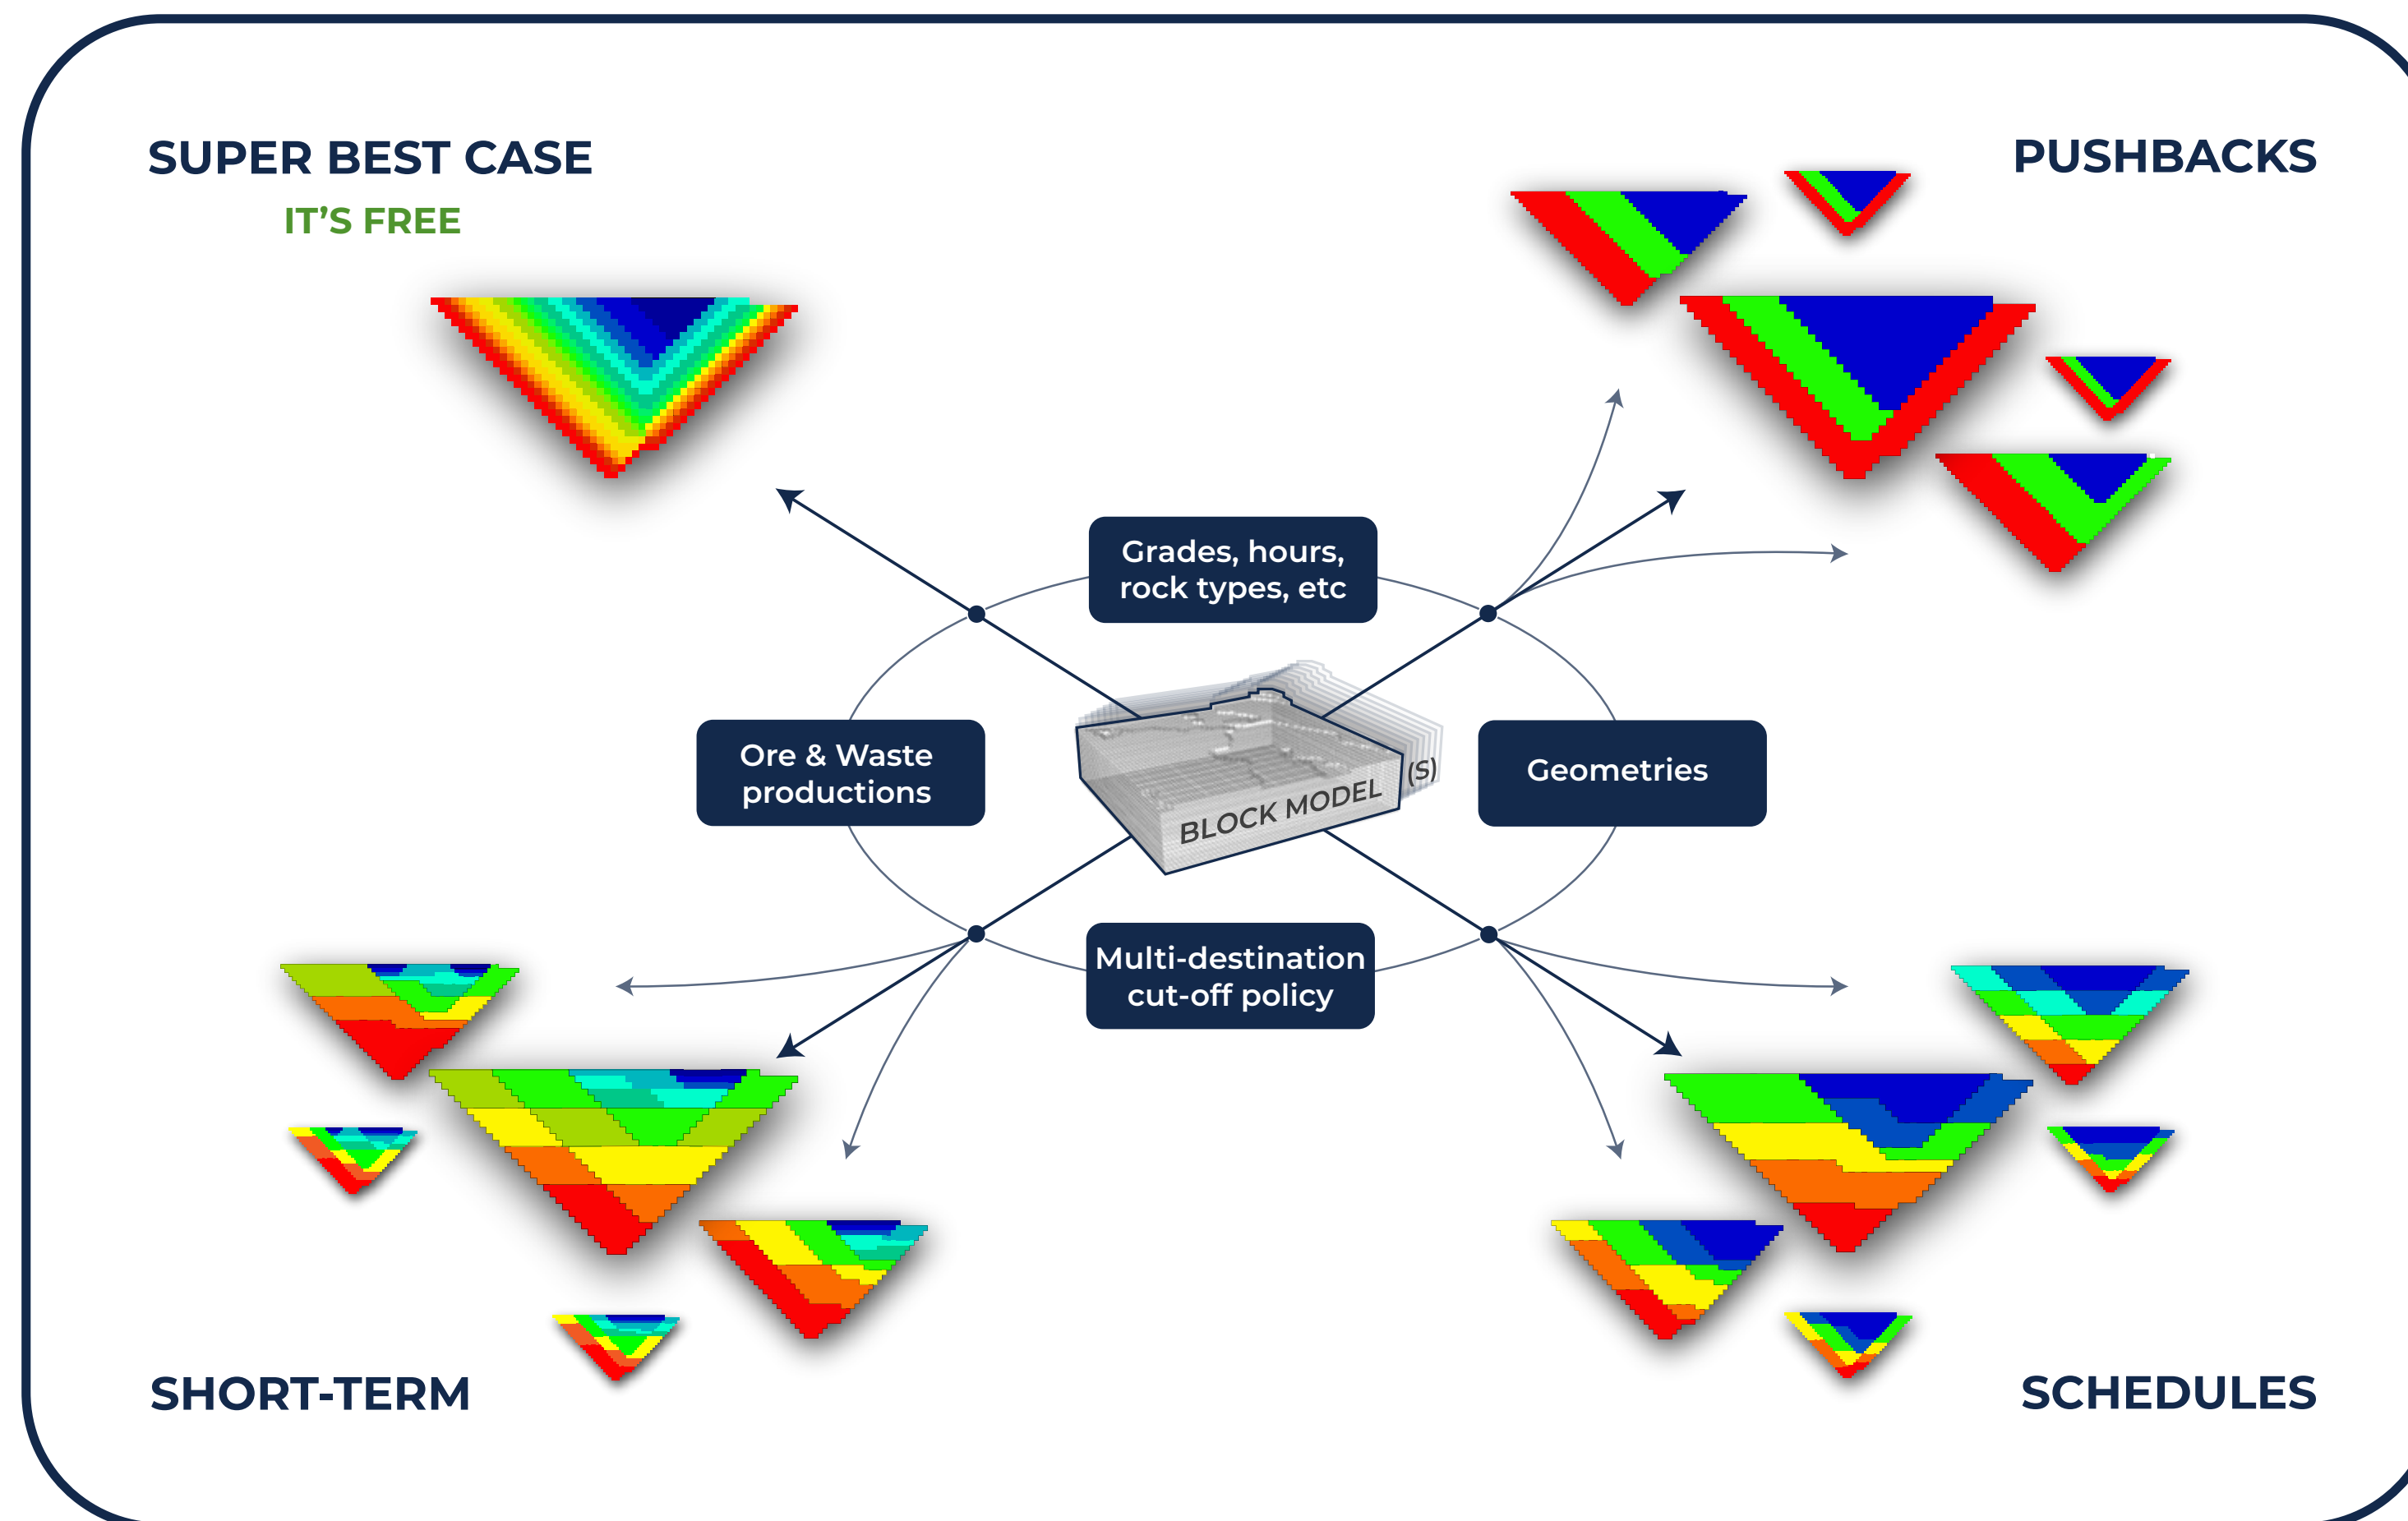 SUPER BEST CASE
IT’S FREE
PUSHBACKS
Grades, hours,
rock types, etc
Ore & Waste
productions
BLOCK MODEL (S)
Geometries
Multi-destination
cut-off policy
SHORT-TERM
SCHEDULES